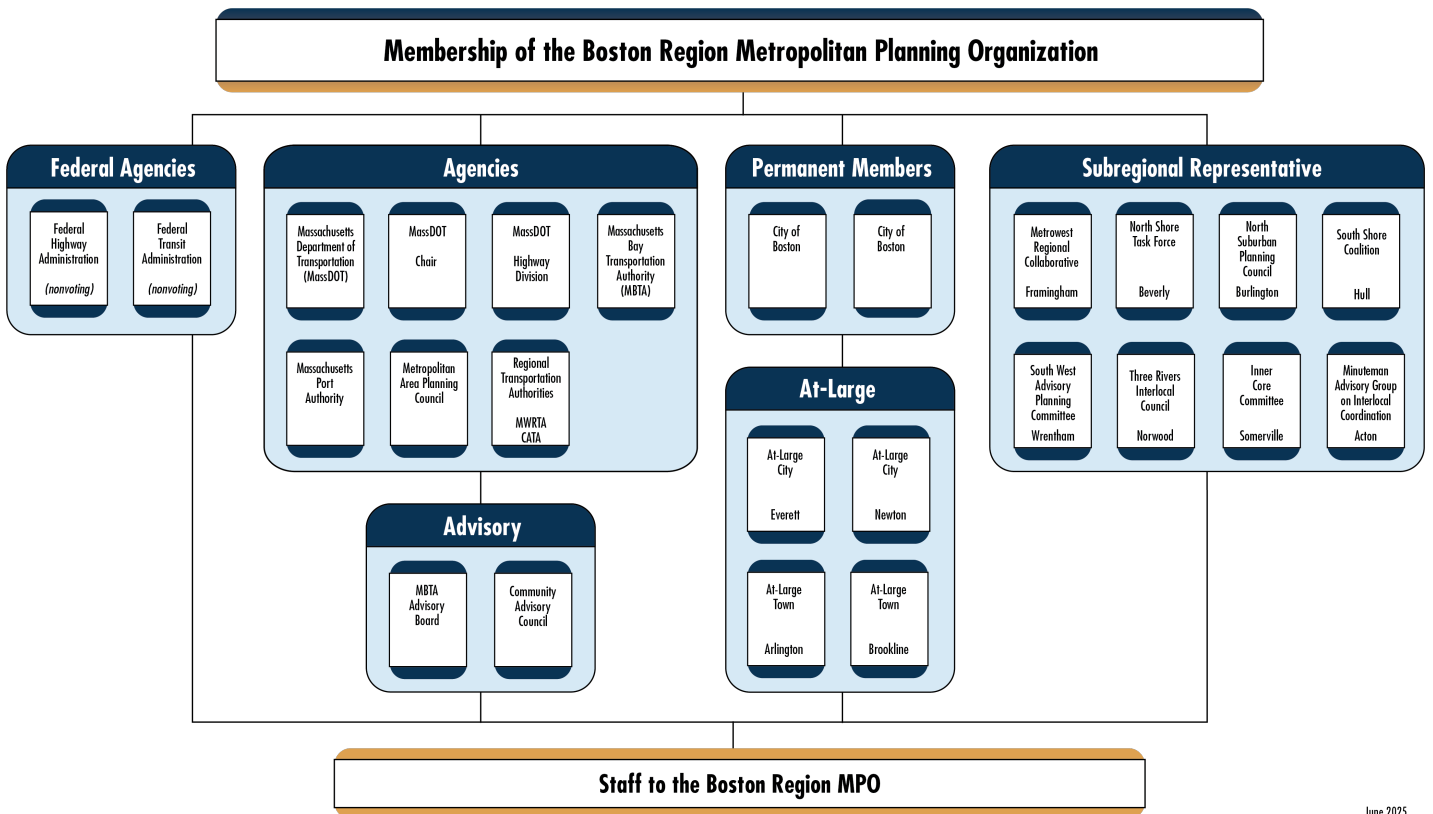 Membership of the Boston Region Metropolitan Planning Organization
Federal Agencies
Federal
Highway
Administration
(nonvoting)
Federal
Transit
Administration
(nonvoting)
Agencies
Massachusetts
Department of
Transportation
(MassDOT)
MassDOT
Chair
MassDOT
Highway
Division
Massachusetts
Bay
Transportation
Authority
(MBTA)
Massachusetts
Port
Authority
Metropolitan
Area Planning
Council
Regional
Transportation
Authorities
MWRTA
CATA
Advisory
MBTA
Advisory
Board
Community
Advisory
Council
Permanent Members
City of
Boston
City of
Boston
At-Large
At-Large
City
Everett
At-Large
City
Newton
At-Large
Town
Arlington
At-Large
Town
Brookline
Subregional Representative
Metrowest
Regional
Collaborative
Framingham
North Shore
Task Force
Beverly
North
Suburban
Planning
Council
Burlington
South Shore
Coalition
Hull
South West
Advisory
Planning
Committee
Wrentham
Three Rivers
Interlocal
Council
Norwood
Inner
Core
Committee
Somerville
Minuteman
Advisory Group
on Interlocal
Coordination
Acton
Staff to the Boston Region MPO
June 2025